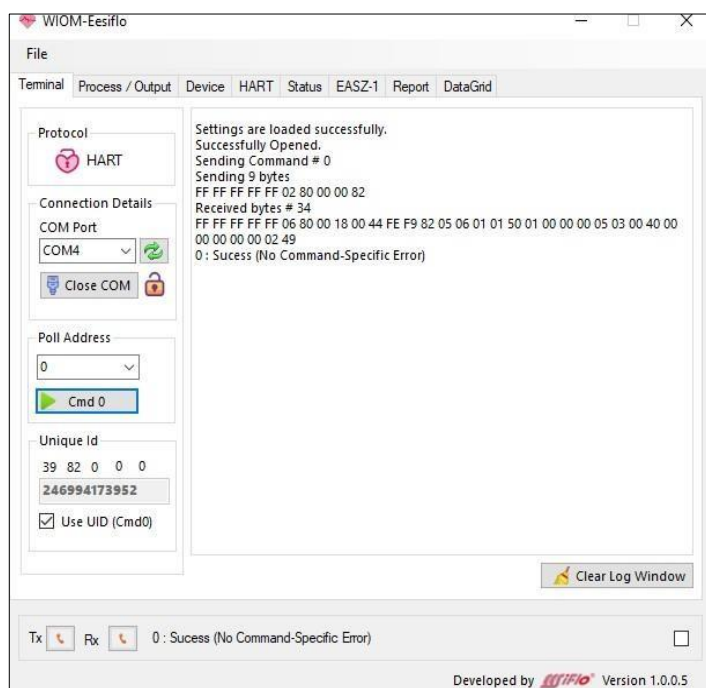 WIOM-Eesiflo
File
Terminal Process / Output Device HART Status EASZ-1 Report DataGrid
Protocol
HART
Connection Details
COM Port
COM4
Close COM
Poll Address
0
Cmd 0
Unique Id
39 82 0 0 0
246994173952
Use UID (Cmd0)
Settings are loaded successfully.
Successfully Opened.
Sending Command # 0
Sending 9 bytes
FF FF FF FF FF 02 80 00 00 82
Received bytes # 34
FF FF FF FF FF 06 80 00 18 00 44 FE F9 82 05 06 01 01 50 01 00 00 00 05 03 00 40 00
00 00 00 00 02 49
0 : Sucess (No Command-Specific Error)
Clear Log Window
Tx Rx 0 : Sucess (No Command-Specific Error)
Developed by eesiFlo Version 1.0.0.5